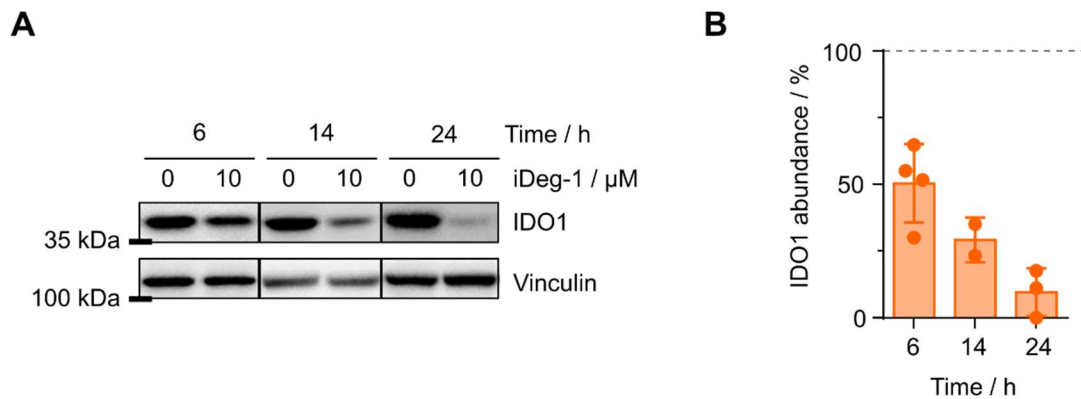 A
6 14 24 Time / h
0 10 0 10 0 10 iDeg-1 / µM
IDO1
35 kDa
Vinculin
100 kDa
B
IDO1 abundance / %
100
50
0
6 14 24
Time / h